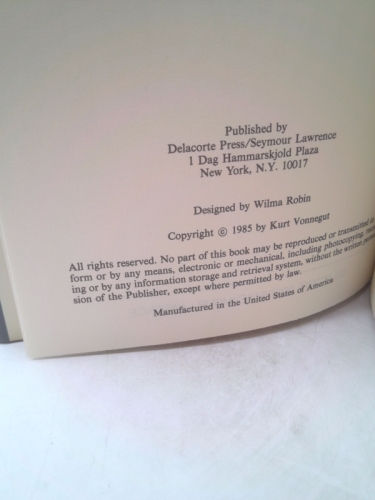 Published by
Delacorte Press/Seymour Lawrence
1 Dag Hammarskjold Plaza
New York, N.Y. 10017
Designed by Wilma Robin
Copyright © 1985 by Kurt Vonnegut
All rights reserved. No part of this book may be reproduced or transmitted in
form or by any means, electronic or mechanical, including photocopying,
ing or by any information storage and retrieval system, without the written
sion of the Publisher, except where permitted by law.
Manufactured in the United States of America